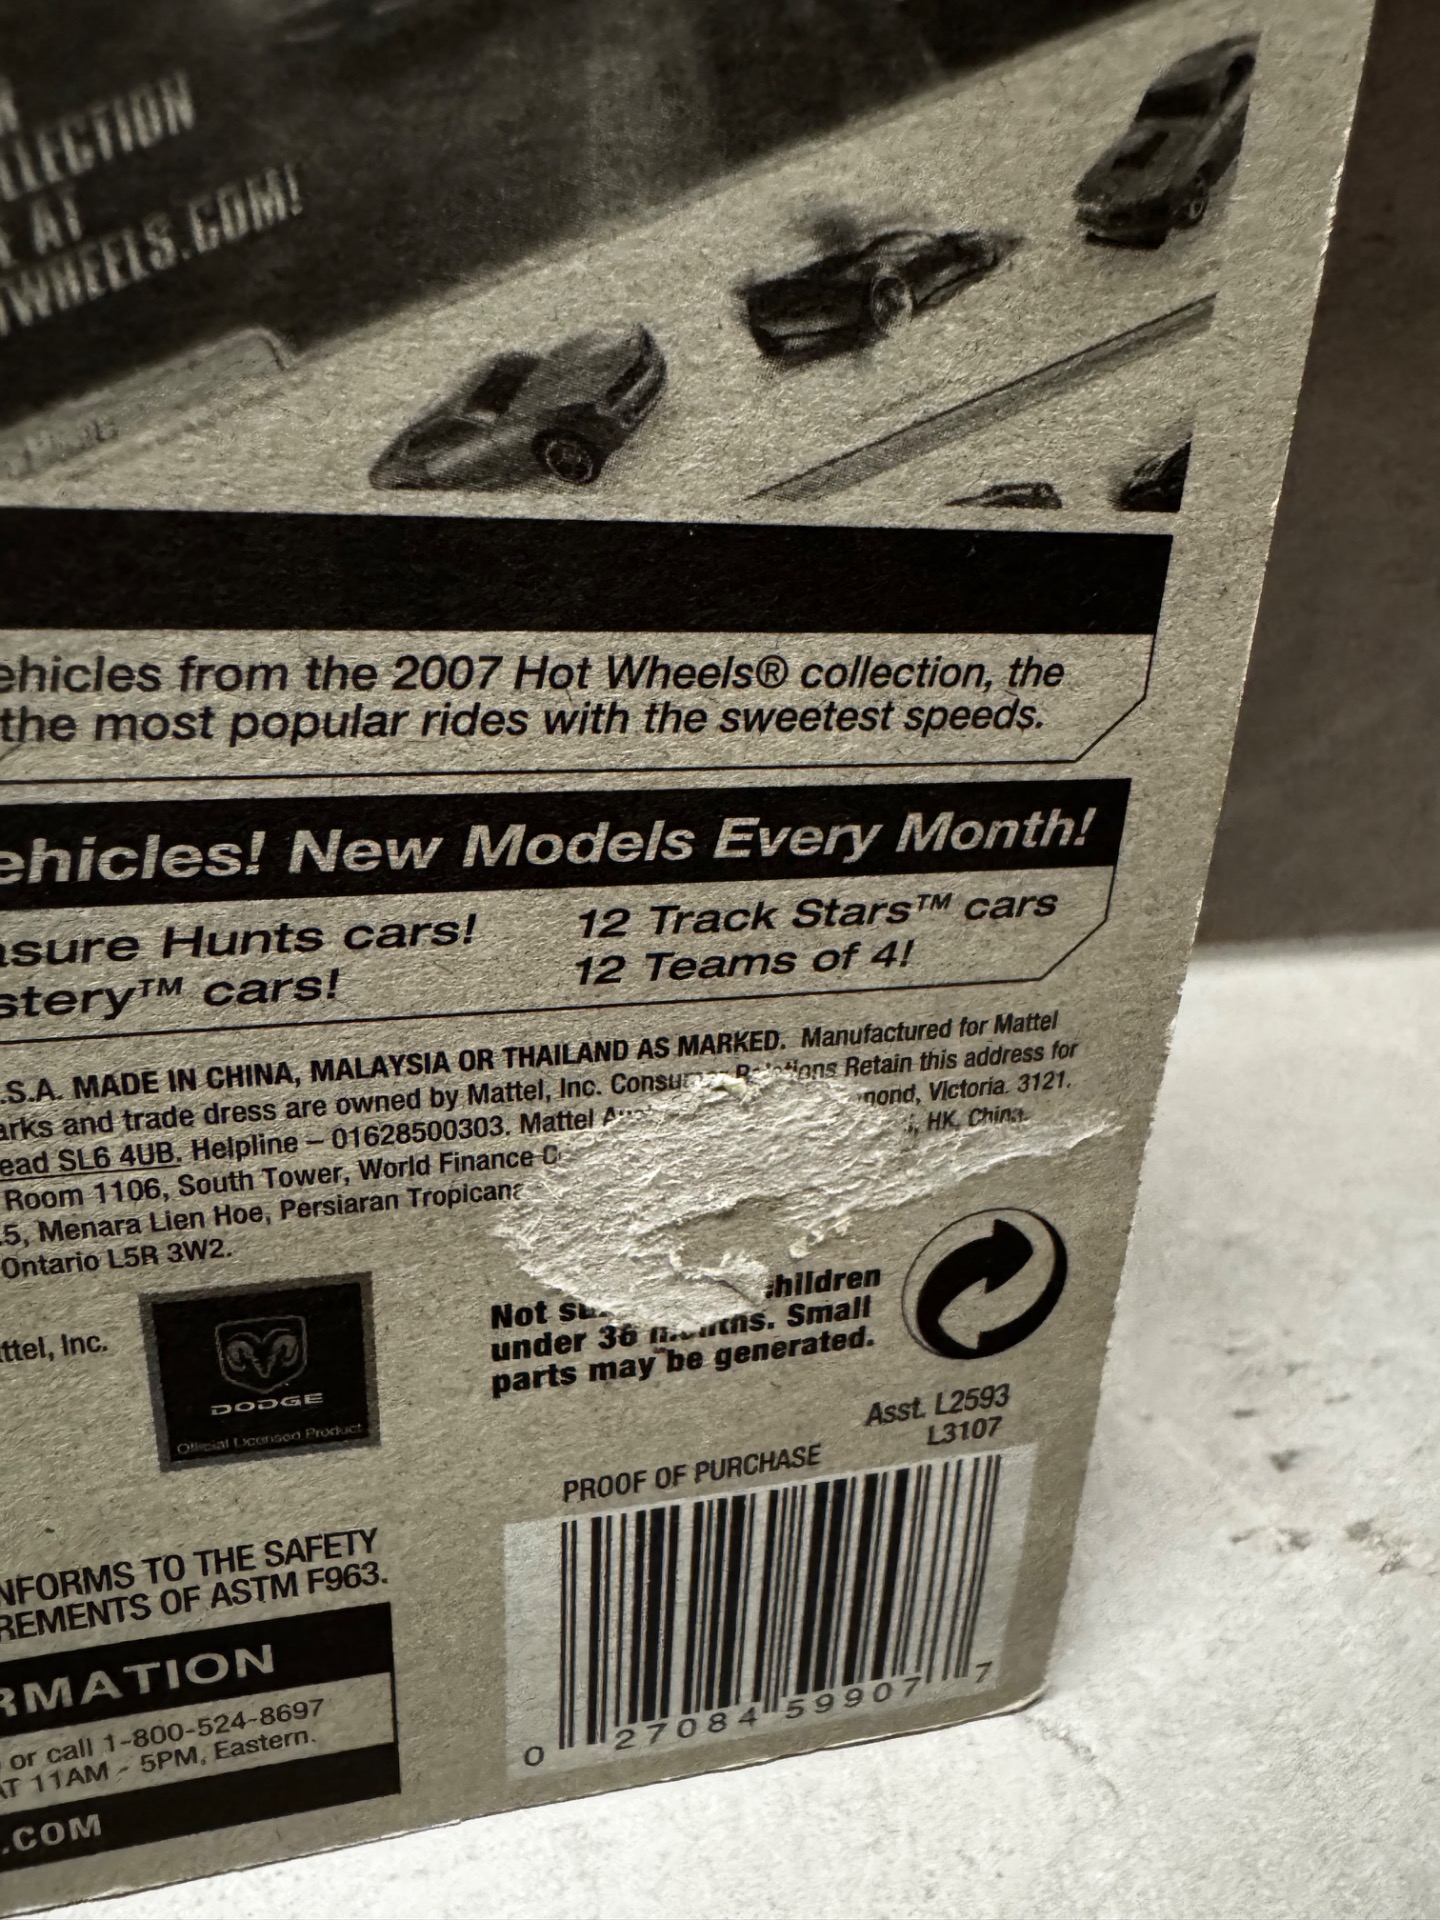 LLECTION
AT
WHEELS.COM!
ehicles from the 2007 Hot Wheels® collection, the
the most popular rides with the sweetest speeds.
ehicles! New Models Every Month!
asure Hunts cars!
stery™ cars!
12 Track Stars™ cars
12 Teams of 4!
.S.A. MADE IN CHINA, MALAYSIA OR THAILAND AS MARKED. Manufactured for Mattel
arks and trade dress are owned by Mattel, Inc. Consumer Relations Retain this address for
ead SL6 4UB. Helpline – 01628500303. Mattel Au mond, Victoria. 3121.
Room 1106, South Tower, World Finance C , HK, China.
.5, Menara Lien Hoe, Persiaran Tropicana
Ontario L5R 3W2.
ttel, Inc.
DODGE
Official Licensed Product
Not su hildren
under 36 months. Small
parts may be generated.
Asst. L2593
L3107
PROOF OF PURCHASE
0 27084 59907 7
NFORMS TO THE SAFETY
REMENTS OF ASTM F963.
RMATION
or call 1-800-524-8697
AT 11AM - 5PM, Eastern.
.COM